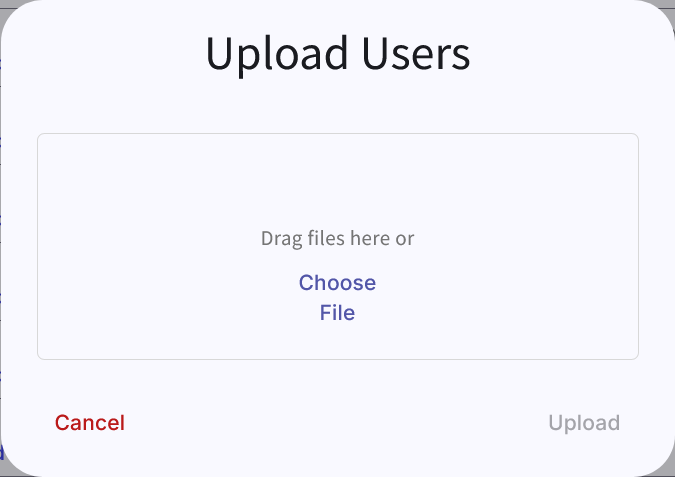 Upload Users
Drag files here or
Choose
File
Cancel
Upload